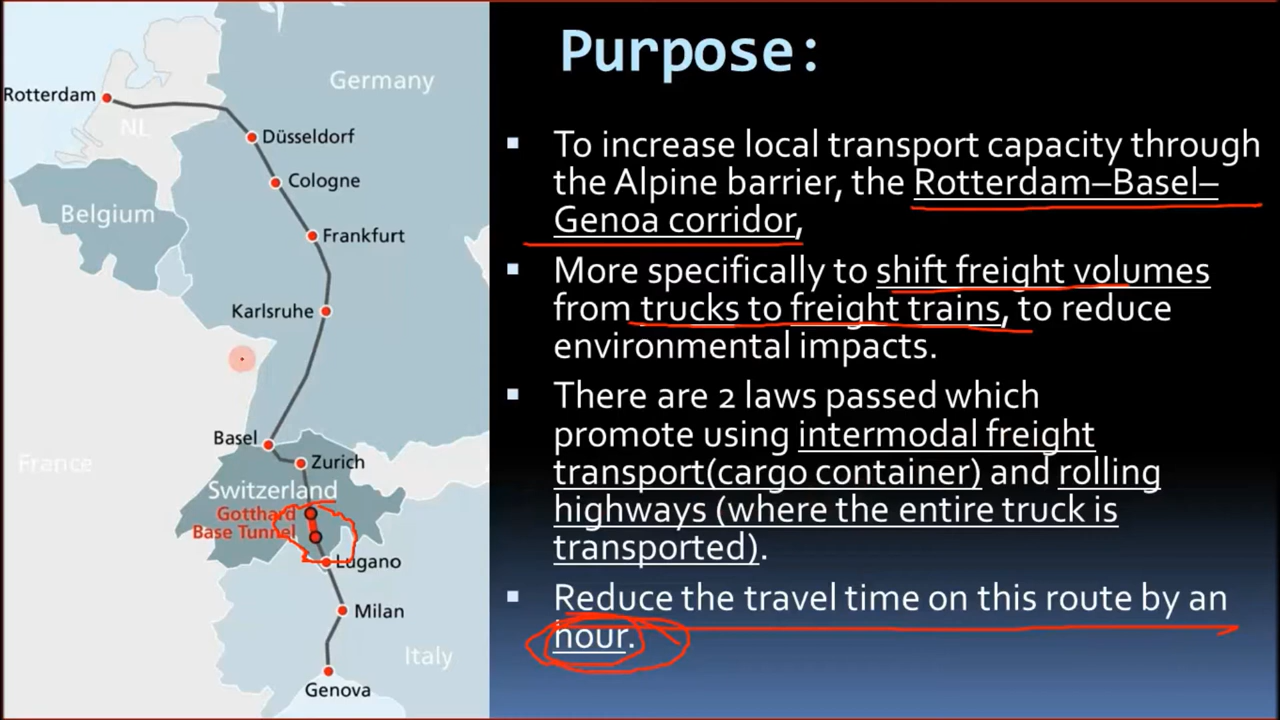 Purpose:
▪ To increase local transport capacity through
the Alpine barrier, the Rotterdam–Basel–
Genoa corridor,
▪ More specifically to shift freight volumes
from trucks to freight trains, to reduce
environmental impacts.
▪ There are 2 laws passed which
promote using intermodal freight
transport(cargo container) and rolling
highways (where the entire truck is
transported).
▪ Reduce the travel time on this route by an
hour.
Germany
Rotterdam
NL
Düsseldorf
Cologne
Belgium
Frankfurt
Karlsruhe
Basel
Zurich
France
Switzerland
Gotthard
Base Tunnel
Lugano
Milan
Italy
Genova